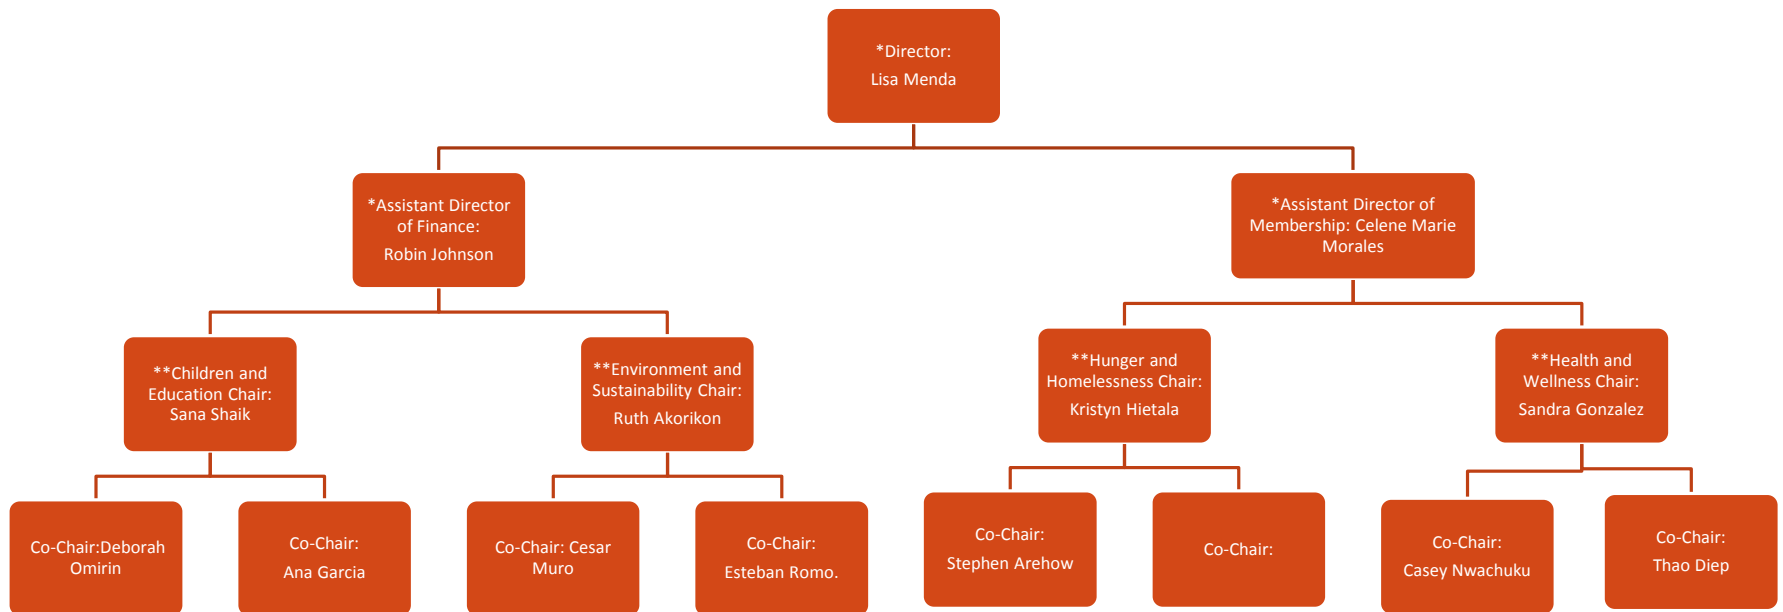 *Director:
Lisa Menda
*Assistant Director
of Finance:
Robin Johnson
*Assistant Director of
Membership: Celene Marie
Morales
**Children and
Education Chair:
Sana Shaik
**Environment and
Sustainability Chair:
Ruth Akorikon
**Hunger and
Homelessness Chair:
Kristyn Hietala
**Health and
Wellness Chair:
Sandra Gonzalez
Co-Chair:Deborah
Omirin
Co-Chair:
Ana Garcia
Co-Chair: Cesar
Muro
Co-Chair:
Esteban Romo.
Co-Chair:
Stephen Arehow
Co-Chair:
Co-Chair:
Casey Nwachuku
Co-Chair:
Thao Diep